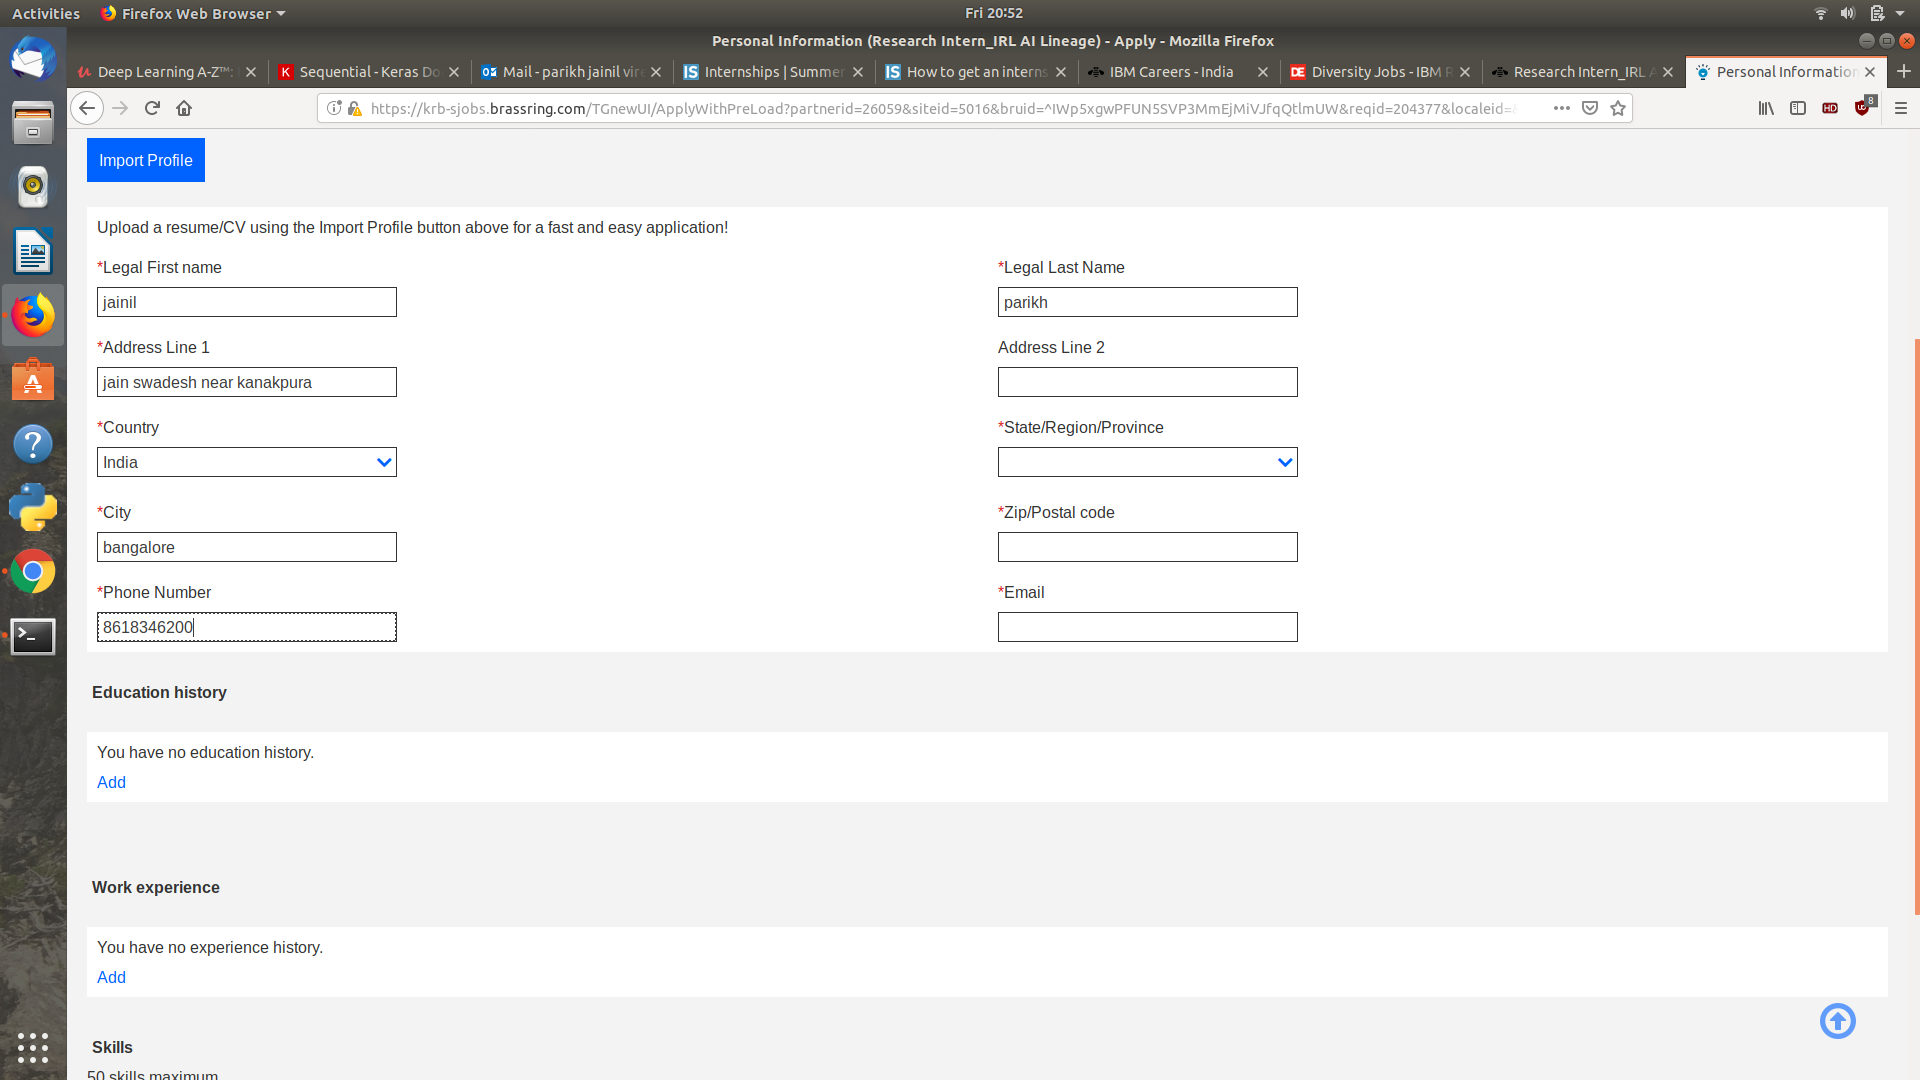 Activities
Firefox Web Browser
Fri 20:52
Personal Information (Research Intern_IRL AI Lineage) - Apply - Mozilla Firefox
Deep Learning A-Z™:
Sequential - Keras Do
Mail - parikh jainil vire
Internships | Summer
How to get an interns
IBM Careers - India
Diversity Jobs - IBM R
Research Intern_IRL A
Personal Information
https://krb-sjobs.brassring.com/TGnewUI/ApplyWithPreLoad?partnerid=26059&siteid=5016&bruid=^IWp5xgwPFUN5SVP3MmEjMiVJfqQtlmUW&reqid=204377&localeid=
HD
8
Import Profile
Upload a resume/CV using the Import Profile button above for a fast and easy application!
*Legal First name
*Legal Last Name
jainil
parikh
*Address Line 1
Address Line 2
jain swadesh near kanakpura
*Country
*State/Region/Province
India
*City
*Zip/Postal code
bangalore
*Phone Number
*Email
8618346200
Education history
You have no education history.
Add
Work experience
You have no experience history.
Add
Skills
50 skills maximum